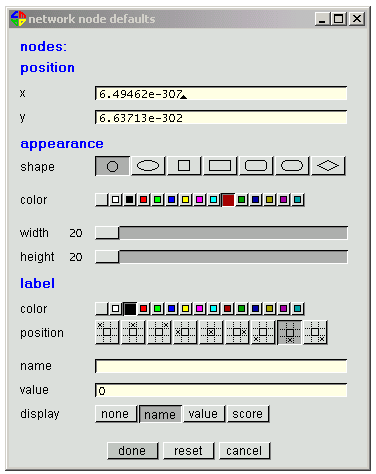 network node defaults
nodes:
position
x 6.49462e-307
y 6.63713e-302
appearance
shape
color
width 20
height 20
label
color
position
name
value 0
display none name value score
done reset cancel